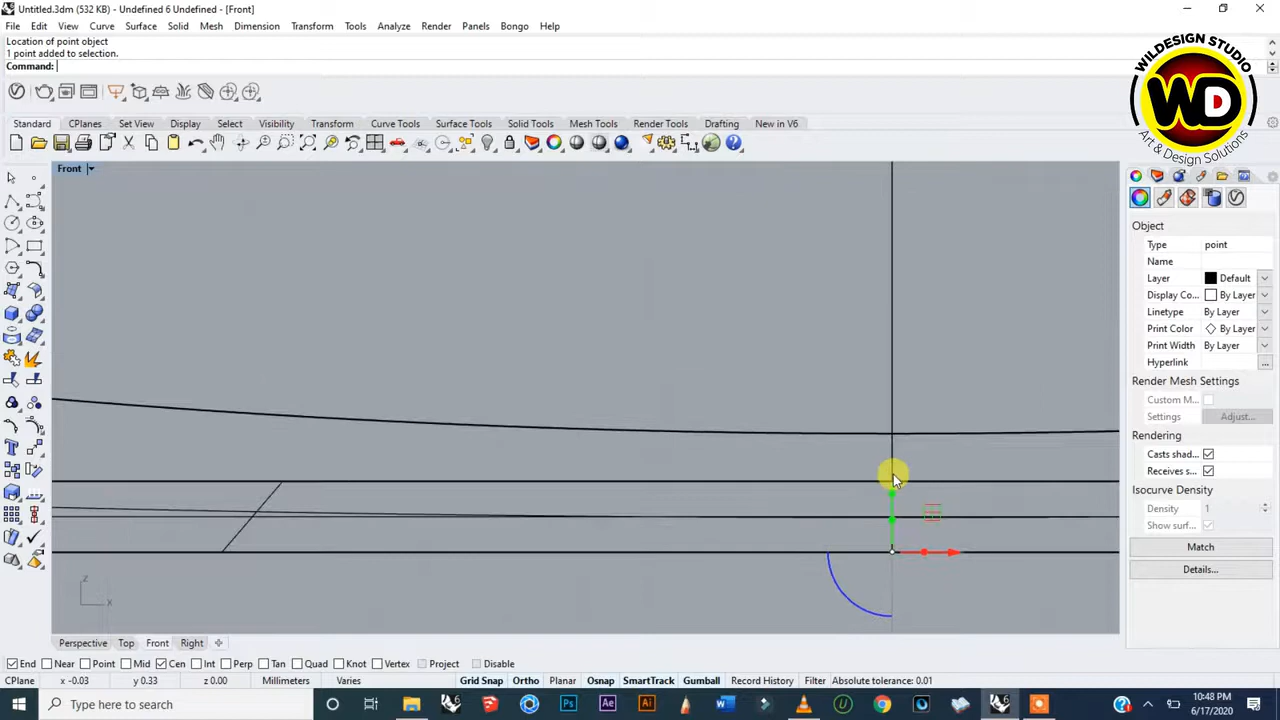 Untitled.3dm (532 KB) - Undefined 6 Undefined - [Front]
File Edit View Curve Surface Solid Mesh Dimension Transform Tools Analyze Render Panels Bongo Help
Location of point object
1 point added to selection.
Command:
WILDESIGN STUDIO
WD
Art & Design Solutions
Standard CPlanes Set View Display Select Visibility Transform Curve Tools Surface Tools Solid Tools Mesh Tools Render Tools Drafting New in V6
Front
Object
Type point
Name
Layer Default
Display Co... By Layer
Linetype By Layer
Print Color By Layer
Print Width By Layer
Hyperlink ...
Render Mesh Settings
Custom M...
Settings Adjust...
Rendering
Casts shad...
Receives s...
Isocurve Density
Density 1
Show surf...
Match
Details...
z
x
Perspective Top Front Right
End Near Point Mid Cen Int Perp Tan Quad Knot Vertex Project Disable
CPlane x -0.03 y 0.33 z 0.00 Millimeters Varies Grid Snap Ortho Planar Osnap SmartTrack Gumball Record History Filter Absolute tolerance: 0.01
Type here to search
10:48 PM
6/17/2020